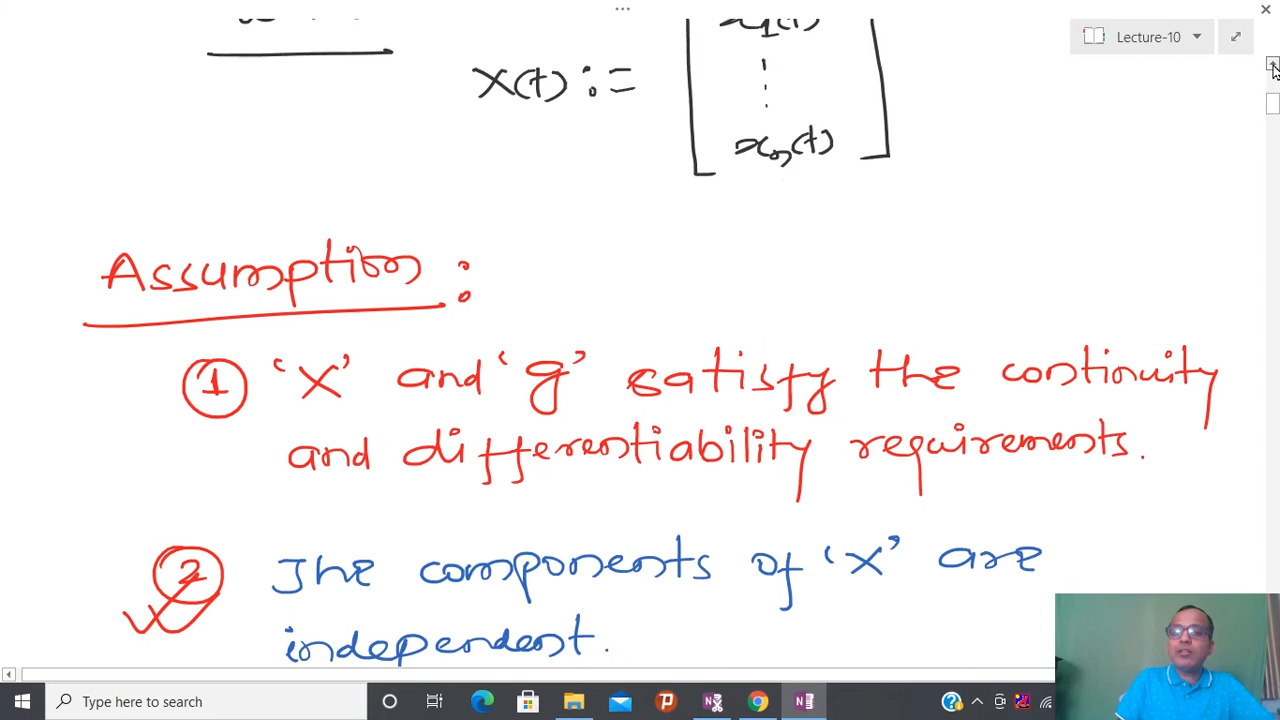 Lecture-10
X(t) :=
xn(t)
Assumption :
1 'X' and 'g' satisfy the continuity
and differentiability requirements.
2 The components of 'X' are
independent.
Type here to search